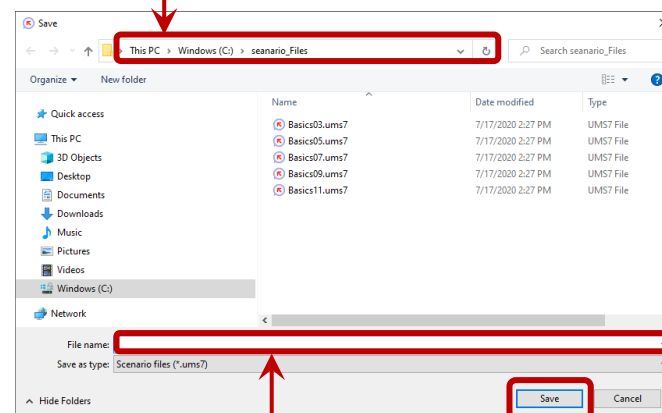 Save
This PC › Windows (C:) › seanario_Files
Search seanario_Files
Organize
New folder
Name Date modified Type
Quick access
This PC
3D Objects
Desktop
Documents
Downloads
Music
Pictures
Videos
Windows (C:)
Network
Basics03.ums7 7/17/2020 2:27 PM UMS7 File
Basics05.ums7 7/17/2020 2:27 PM UMS7 File
Basics07.ums7 7/17/2020 2:27 PM UMS7 File
Basics09.ums7 7/17/2020 2:27 PM UMS7 File
Basics11.ums7 7/17/2020 2:27 PM UMS7 File
File name:
Save as type: Scenario files (*.ums7)
Hide Folders
Save
Cancel